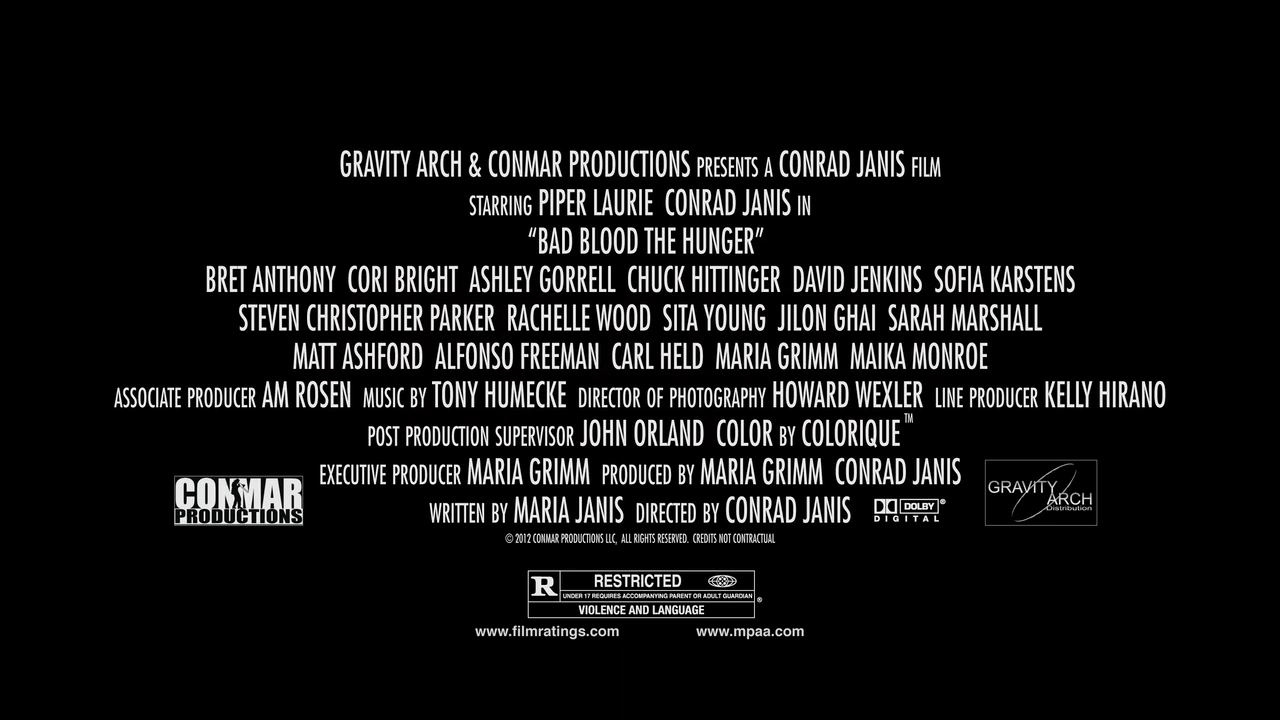 GRAVITY ARCH & CONMAR PRODUCTIONS PRESENTS A CONRAD JANIS FILM
STARRING PIPER LAURIE CONRAD JANIS IN
“BAD BLOOD THE HUNGER”
BRET ANTHONY CORI BRIGHT ASHLEY GORRELL CHUCK HITTINGER DAVID JENKINS SOFIA KARSTENS
STEVEN CHRISTOPHER PARKER RACHELLE WOOD SITA YOUNG JILON GHAI SARAH MARSHALL
MATT ASHFORD ALFONSO FREEMAN CARL HELD MARIA GRIMM MAIKA MONROE
ASSOCIATE PRODUCER AM ROSEN MUSIC BY TONY HUMECKE DIRECTOR OF PHOTOGRAPHY HOWARD WEXLER LINE PRODUCER KELLY HIRANO
POST PRODUCTION SUPERVISOR JOHN ORLAND COLOR BY COLORIQUE™
EXECUTIVE PRODUCER MARIA GRIMM PRODUCED BY MARIA GRIMM CONRAD JANIS
WRITTEN BY MARIA JANIS DIRECTED BY CONRAD JANIS
CONMAR
PRODUCTIONS
DOLBY®
DIGITAL
GRAVITY
ARCH
Distribution
© 2012 CONMAR PRODUCTIONS LLC, ALL RIGHTS RESERVED. CREDITS NOT CONTRACTUAL
R RESTRICTED
UNDER 17 REQUIRES ACCOMPANYING PARENT OR ADULT GUARDIAN ®
VIOLENCE AND LANGUAGE
www.filmratings.com www.mpaa.com